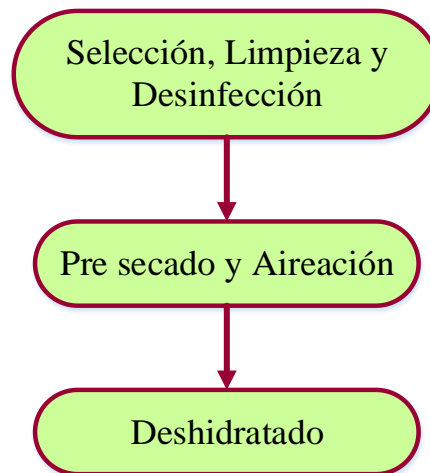 Selección, Limpieza y
Desinfección
Pre secado y Aireación
Deshidratado